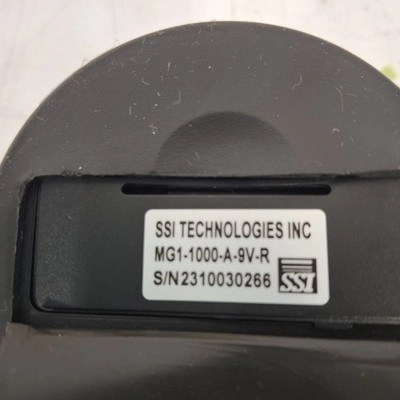 SSI TECHNOLOGIES INC
MG1-1000-A-9V-R
S/N2310030266
SSI